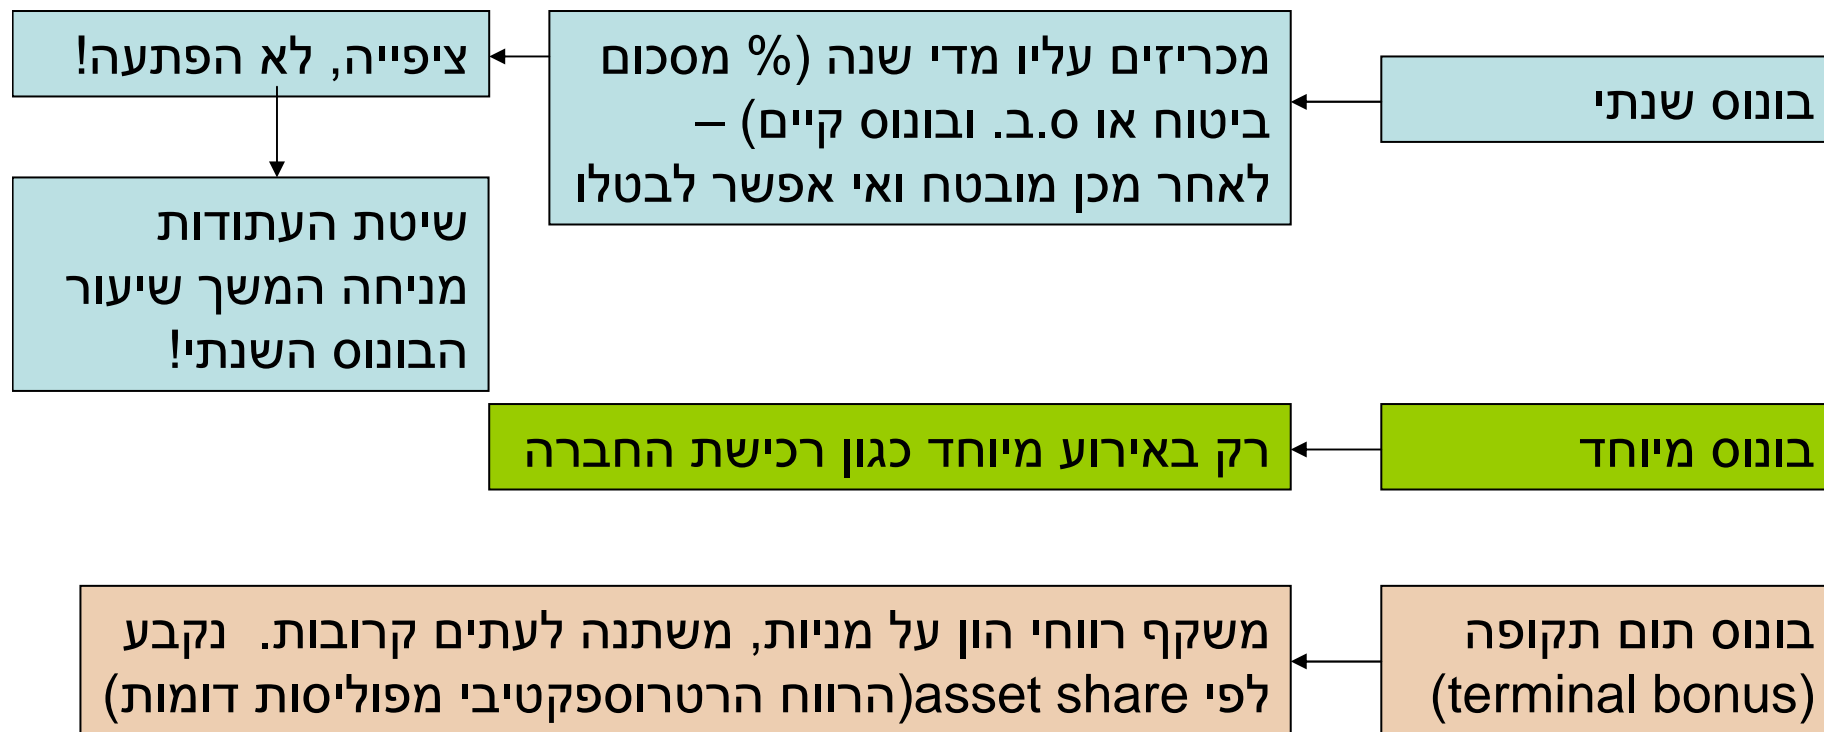 בונוס שנתי
מכריזים עליו מדי שנה (% מסכום
ביטוח או ס.ב. ובונוס קיים) –
לאחר מכן מובטח ואי אפשר לבטלו
ציפייה, לא הפתעה!
שיטת העתודות
מניחה המשך שיעור
הבונוס השנתי!
בונוס מיוחד
רק באירוע מיוחד כגון רכישת החברה
בונוס תום תקופה
(terminal bonus)
משקף רווחי הון על מניות, משתנה לעתים קרובות. נקבע
לפי asset share(הרווח הרטרוספקטיבי מפוליסות דומות)